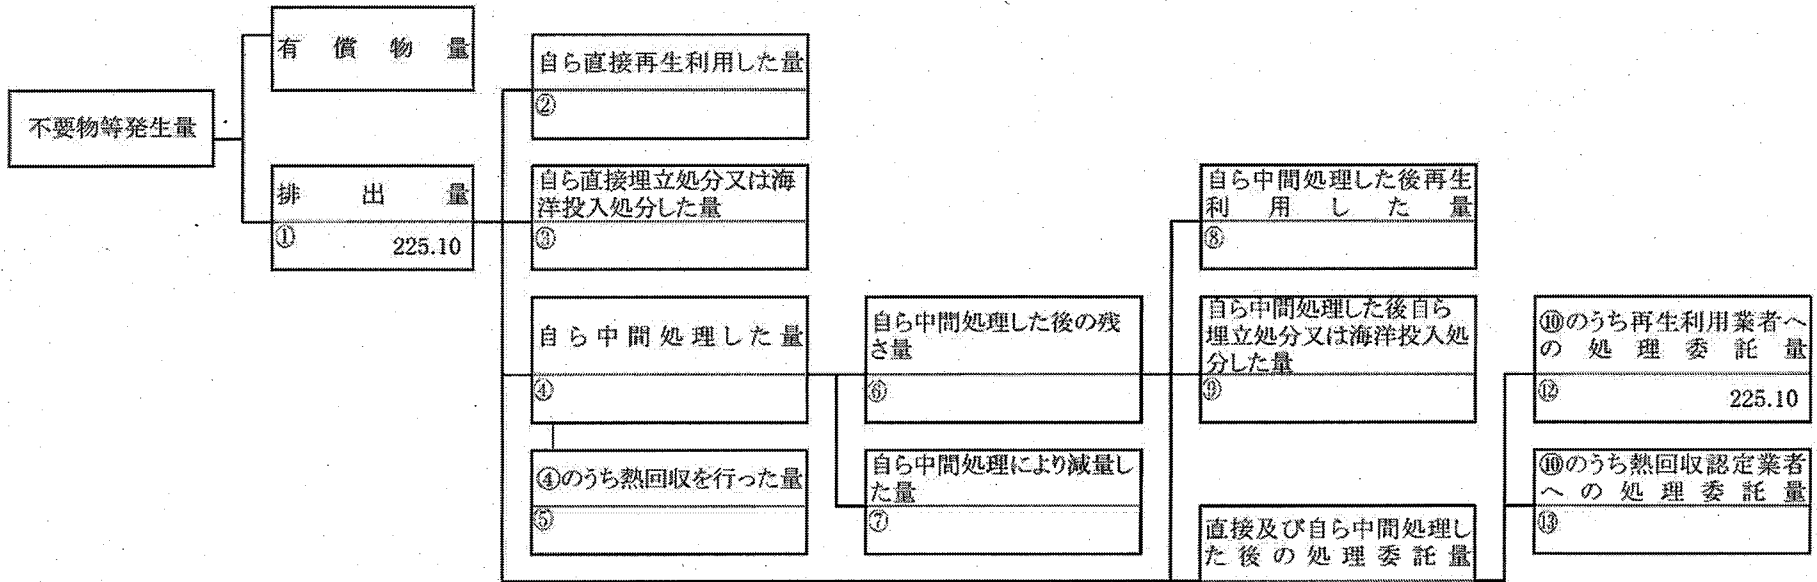 有償物量
不要物等発生量
排出量
①
225.10
自ら直接再生利用した量
②
自ら直接埋立処分又は海
洋投入処分した量
③
自ら中間処理した量
④
④のうち熱回収を行った量
⑤
自ら中間処理した後の残
さ量
⑥
自ら中間処理により減量し
た量
⑦
自ら中間処理した後再生
利用した量
⑧
自ら中間処理した後自ら
埋立処分又は海洋投入処
分した量
⑨
直接及び自ら中間処理し
た後の処理委託量
⑩のうち再生利用業者へ
の処理委託量
⑫
225.10
⑩のうち熱回収認定業者
への処理委託量
⑬